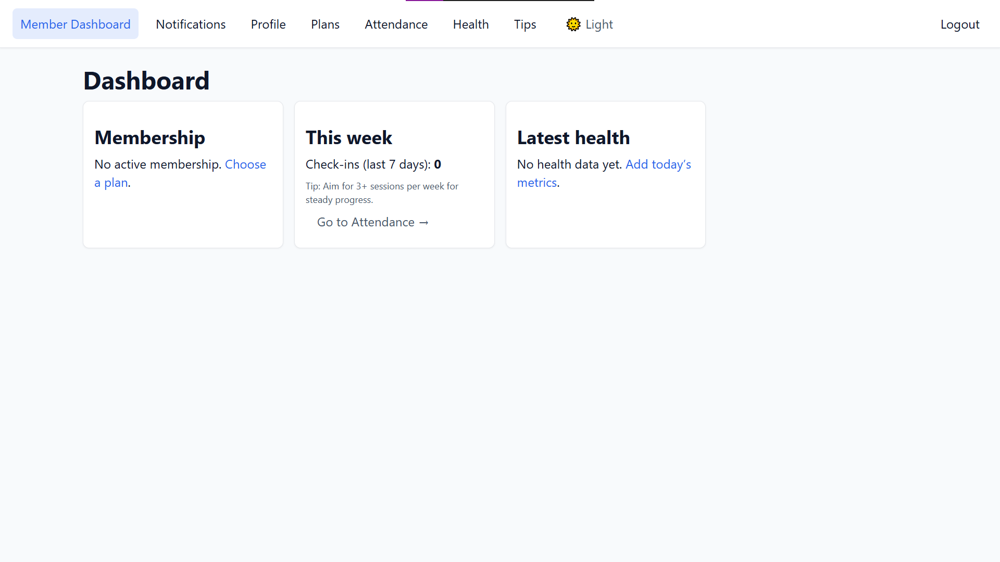 Member Dashboard Notifications Profile Plans Attendance Health Tips 🌞 Light Logout
Dashboard
Membership
No active membership. Choose
a plan.
This week
Check-ins (last 7 days): 0
Tip: Aim for 3+ sessions per week for
steady progress.
Go to Attendance →
Latest health
No health data yet. Add today’s
metrics.